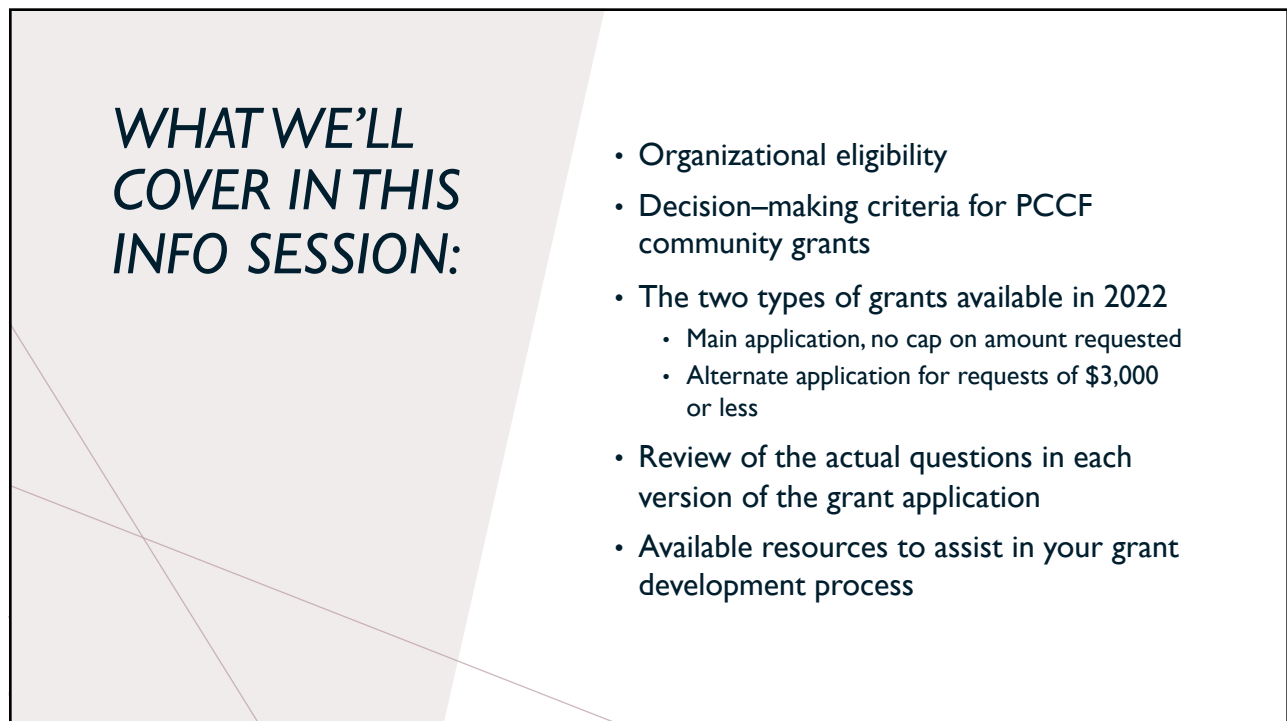 WHAT WE’LL
COVER IN THIS
INFO SESSION:
• Organizational eligibility
• Decision–making criteria for PCCF
community grants
• The two types of grants available in 2022
• Main application, no cap on amount requested
• Alternate application for requests of $3,000
or less
• Review of the actual questions in each
version of the grant application
• Available resources to assist in your grant
development process